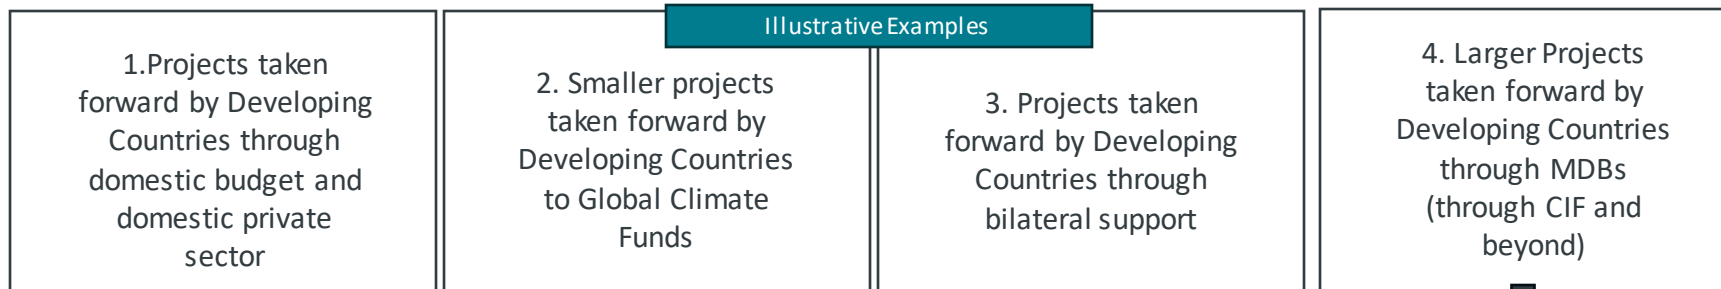 Illustrative Examples
1.Projects taken
forward by Developing
Countries through
domestic budget and
domestic private
sector
2. Smaller projects
taken forward by
Developing Countries
to Global Climate
Funds
3. Projects taken
forward by Developing
Countries through
bilateral support
4. Larger Projects
taken forward by
Developing Countries
through MDBs
(through CIF and
beyond)